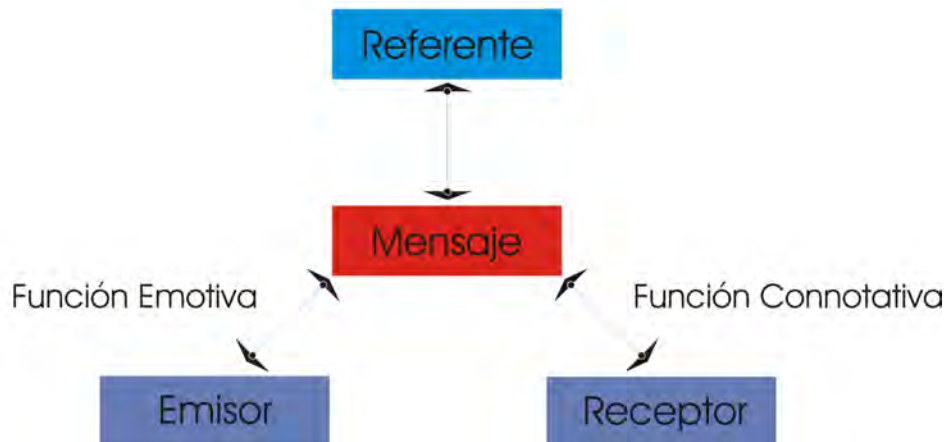 Referente
Mensaje
Función Emotiva
Función Connotativa
Emisor
Receptor